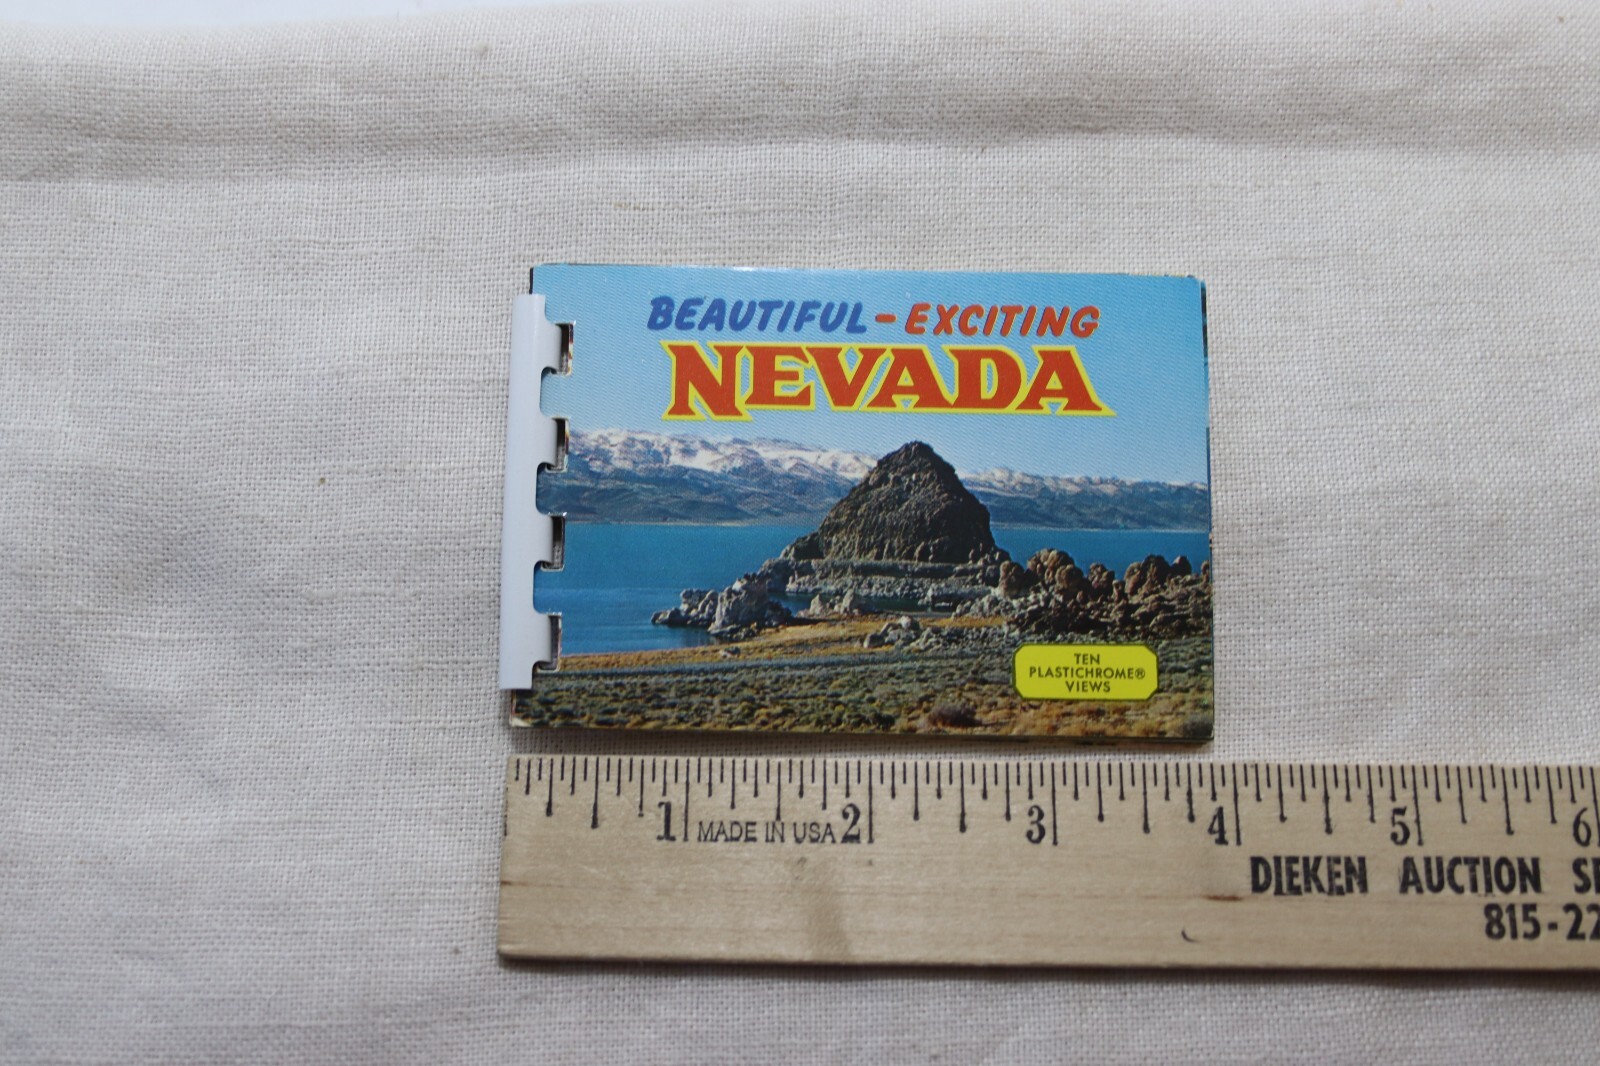 BEAUTIFUL - EXCITING
NEVADA
TEN
PLASTICHROME®
VIEWS
1 MADE IN USA 2 3 4 5 6
DIEKEN AUCTION
815-22